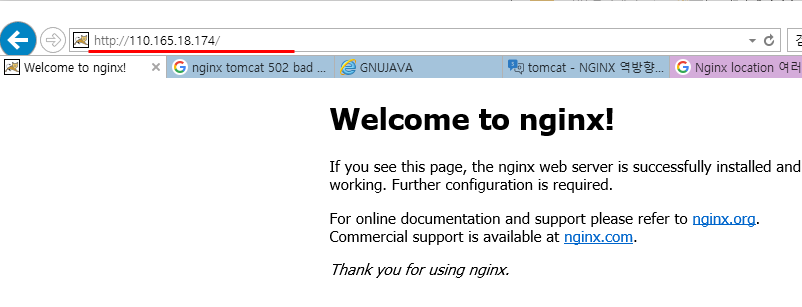 http://110.165.18.174/
Welcome to nginx!
nginx tomcat 502 bad ...
GNUJAVA
tomcat - NGINX 역방향...
Nginx location 여러
Welcome to nginx!
If you see this page, the nginx web server is successfully installed and
working. Further configuration is required.
For online documentation and support please refer to nginx.org.
Commercial support is available at nginx.com.
Thank you for using nginx.